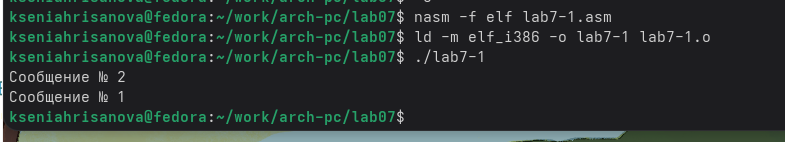 kseniahrisanova@fedora:~/work/arch-pc/lab07$ nasm -f elf lab7-1.asm
kseniahrisanova@fedora:~/work/arch-pc/lab07$ ld -m elf_i386 -o lab7-1 lab7-1.o
kseniahrisanova@fedora:~/work/arch-pc/lab07$ ./lab7-1
Сообщение № 2
Сообщение № 1
kseniahrisanova@fedora:~/work/arch-pc/lab07$